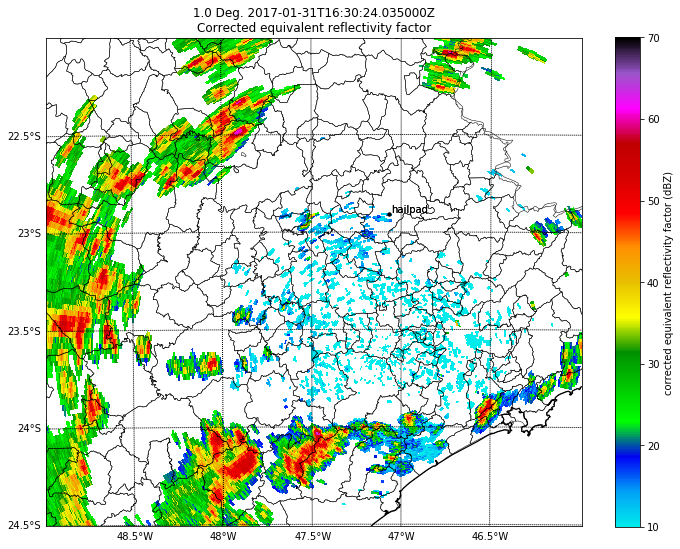 1.0 Deg. 2017-01-31T16:30:24.035000Z
Corrected equivalent reflectivity factor
22.5°S
23°S
23.5°S
24°S
24.5°S
48.5°W
48°W
47.5°W
47°W
46.5°W
hailpad
70
60
50
40
30
20
10
corrected equivalent reflectivity factor (dBZ)